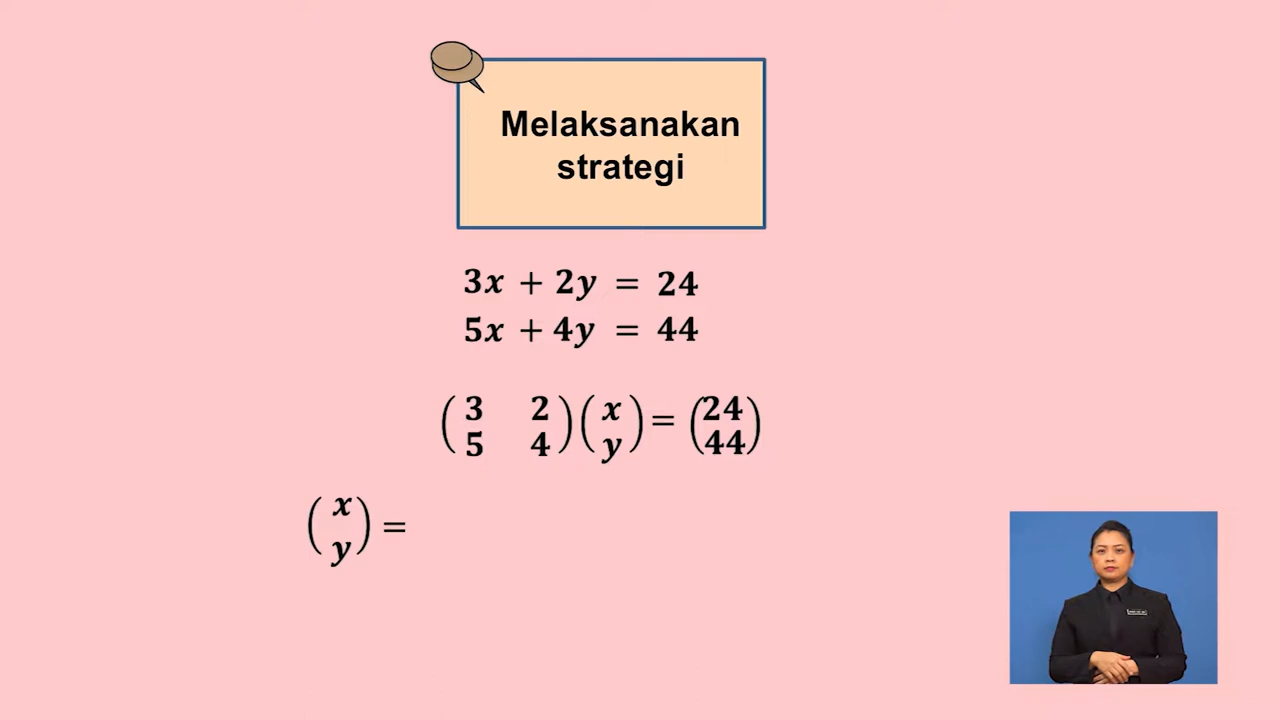 Melaksanakan
strategi
3x + 2y = 24
5x + 4y = 44
(3 2
5 4)(x
y) = (24
44)
(x
y) =